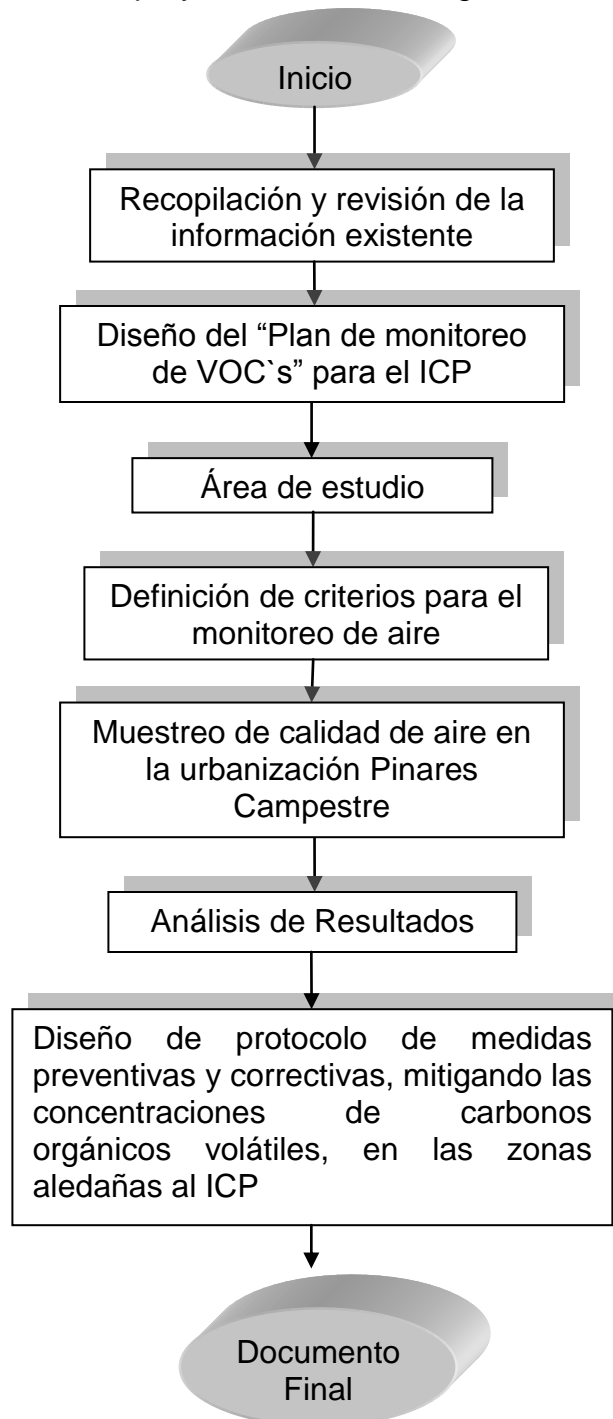 Inicio
Recopilación y revisión de la
información existente
Diseño del “Plan de monitoreo
de VOC`s” para el ICP
Área de estudio
Definición de criterios para el
monitoreo de aire
Muestreo de calidad de aire en
la urbanización Pinares
Campestre
Análisis de Resultados
Diseño de protocolo de medidas
preventivas y correctivas, mitigando las
concentraciones de carbonos
orgánicos volátiles, en las zonas
aledañas al ICP
Documento
Final